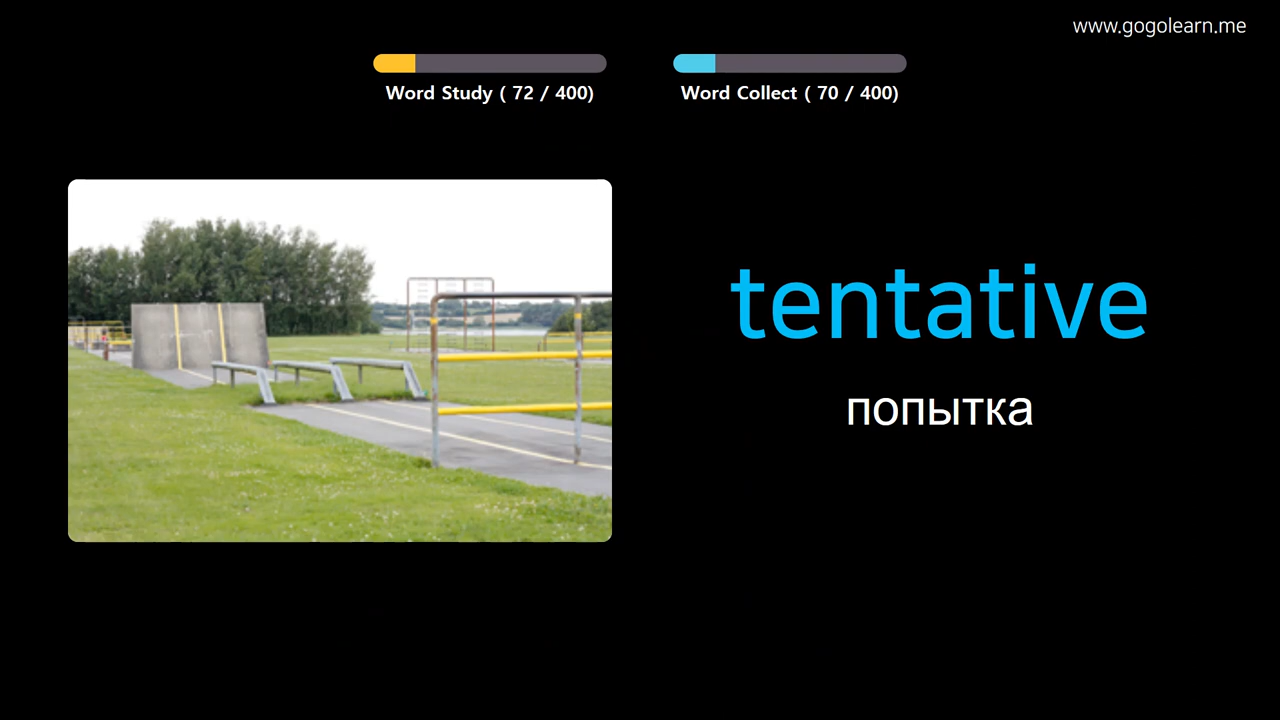 www.gogolearn.me
Word Study ( 72 / 400)
Word Collect ( 70 / 400)
tentative
попытка